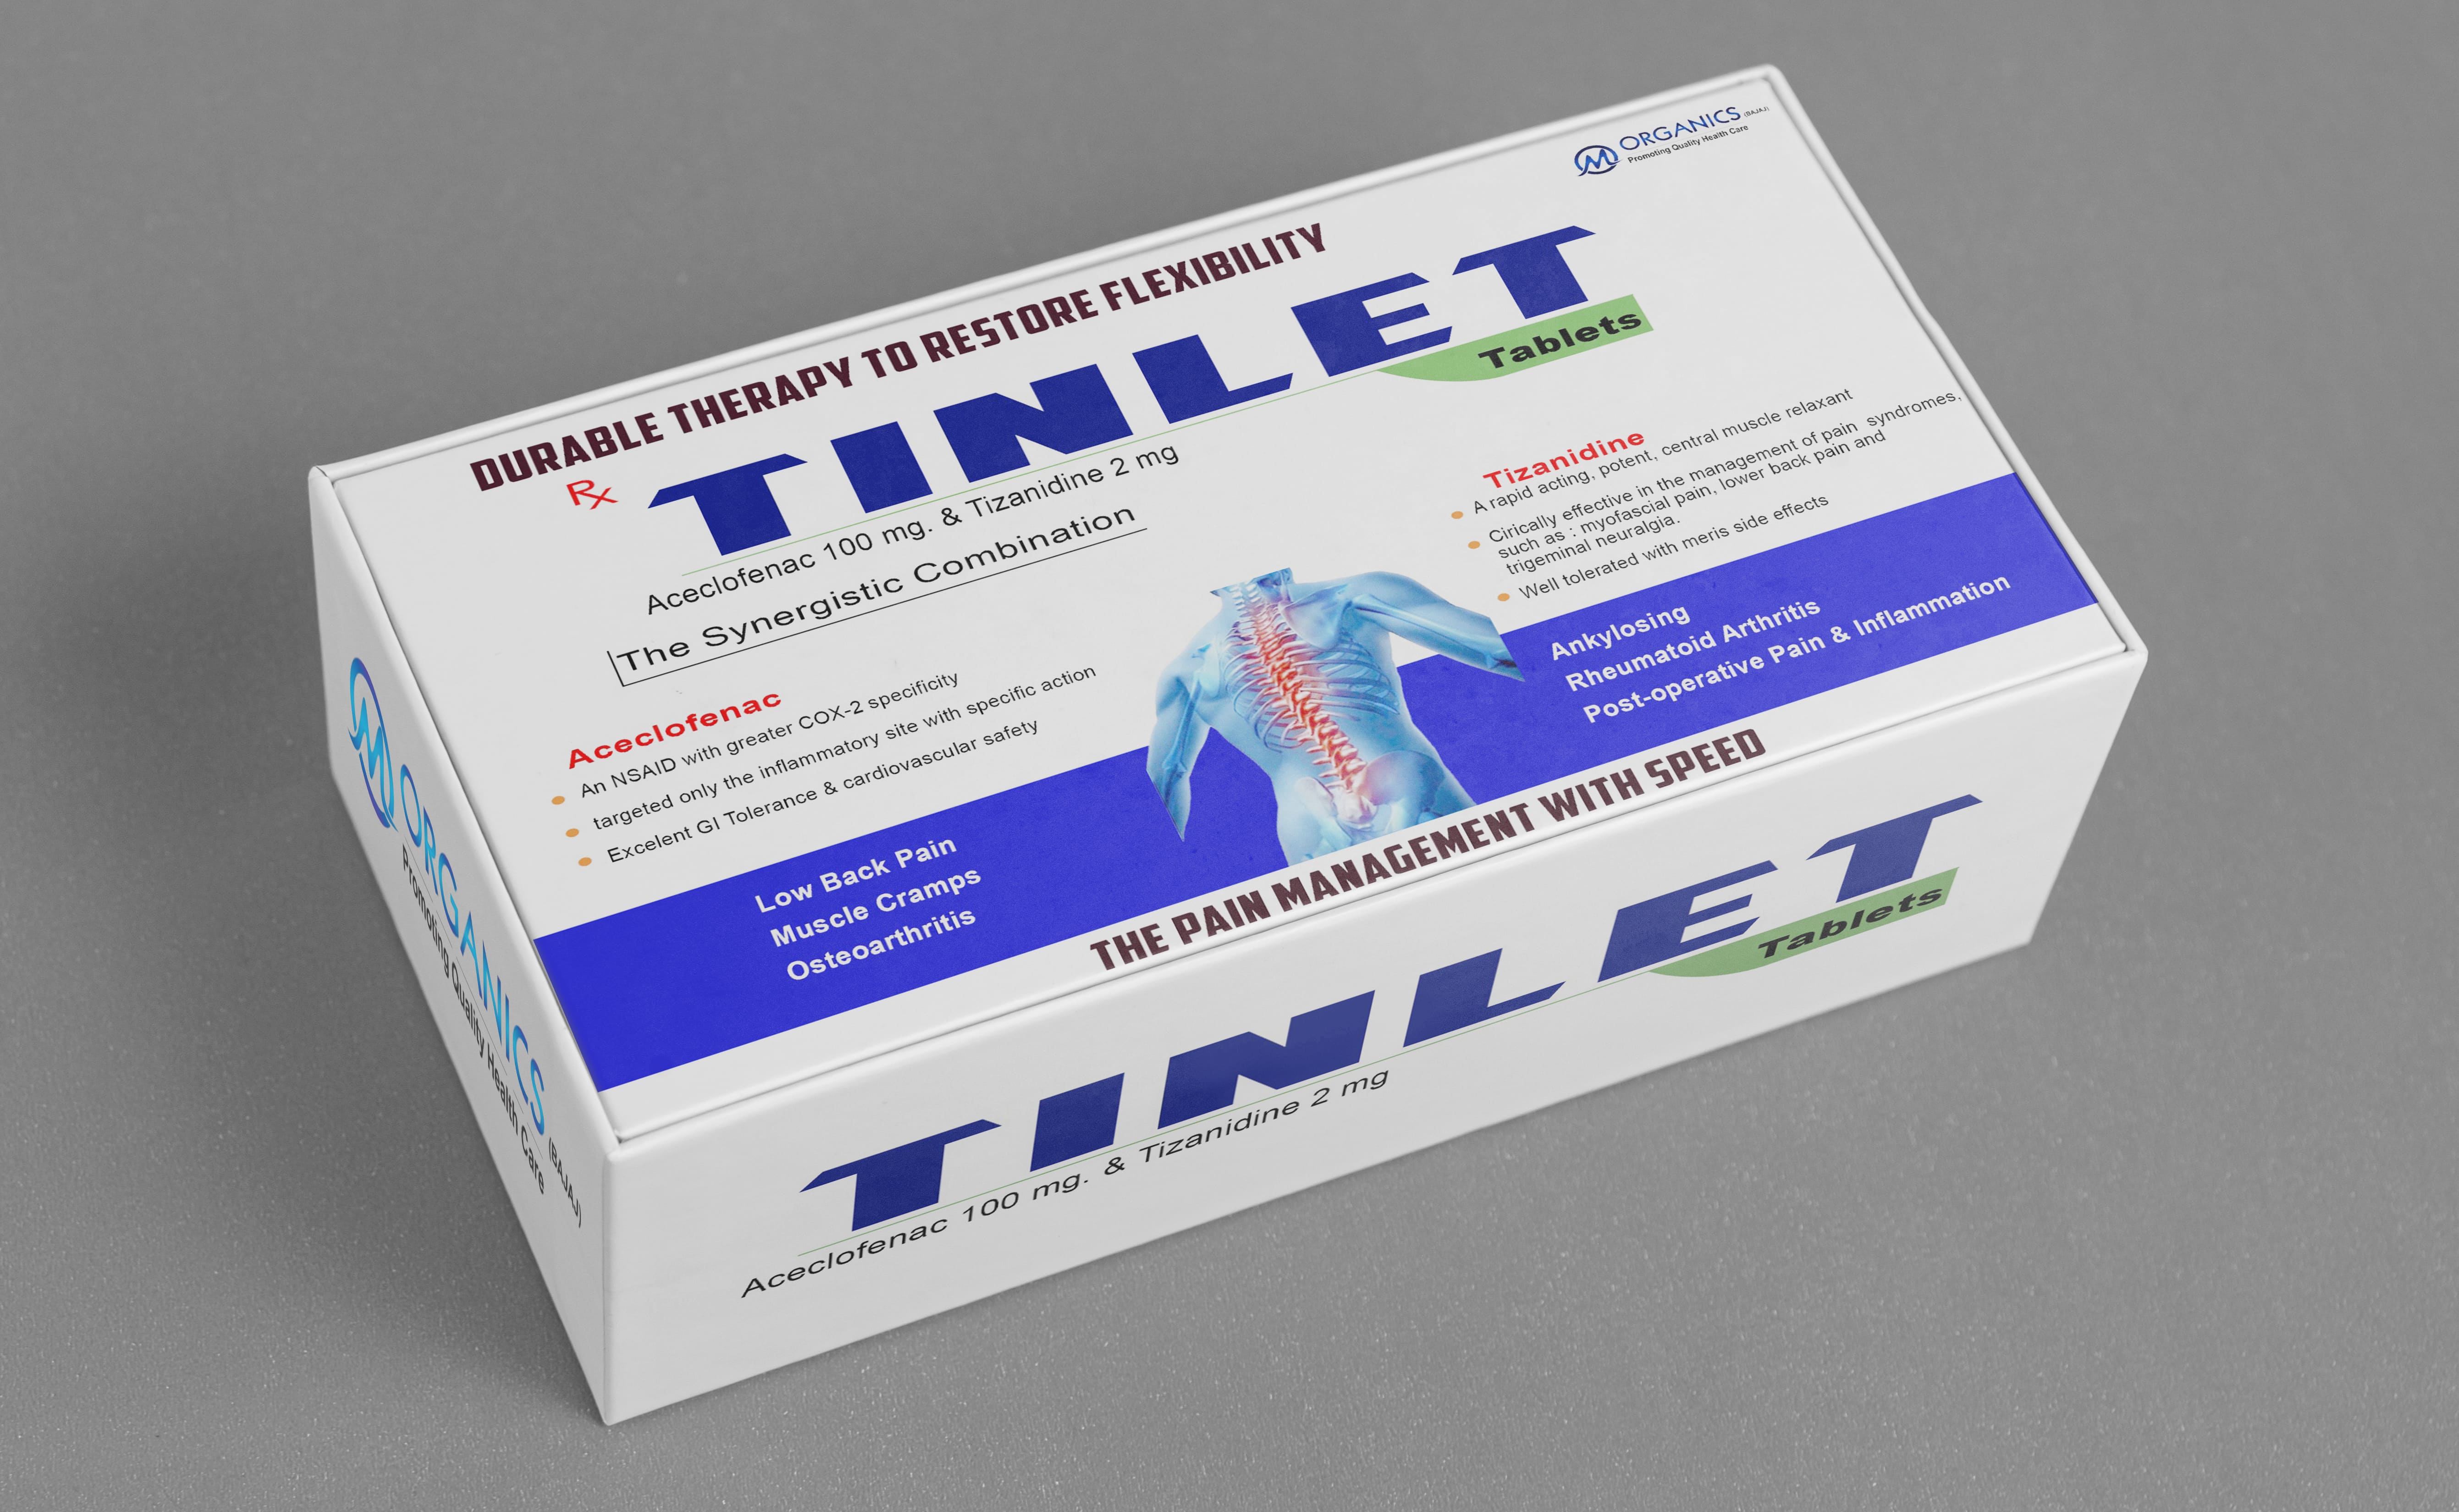 ORGANICS (BAJAJ)
Promoting Quality Health Care
DURABLE THERAPY TO RESTORE FLEXIBILITY
Rx
TINLET
Tablets
Aceclofenac 100 mg. & Tizanidine 2 mg
The Synergistic Combination
Aceclofenac
An NSAID with greater COX-2 specificity
targeted only the inflammatory site with specific action
Excelent GI Tolerance & cardiovascular safety
Tizanidine
A rapid acting, potent, central muscle relaxant
Cirically effective in the management of pain syndromes,
such as : myofascial pain, lower back pain and
trigeminal neuralgia.
Well tolerated with meris side effects
Low Back Pain
Muscle Cramps
Osteoarthritis
Ankylosing
Rheumatoid Arthritis
Post-operative Pain & Inflammation
THE PAIN MANAGEMENT WITH SPEED
TINLET
Tablets
Aceclofenac 100 mg. & Tizanidine 2 mg
ORGANICS (BAJAJ)
Promoting Quality Health Care